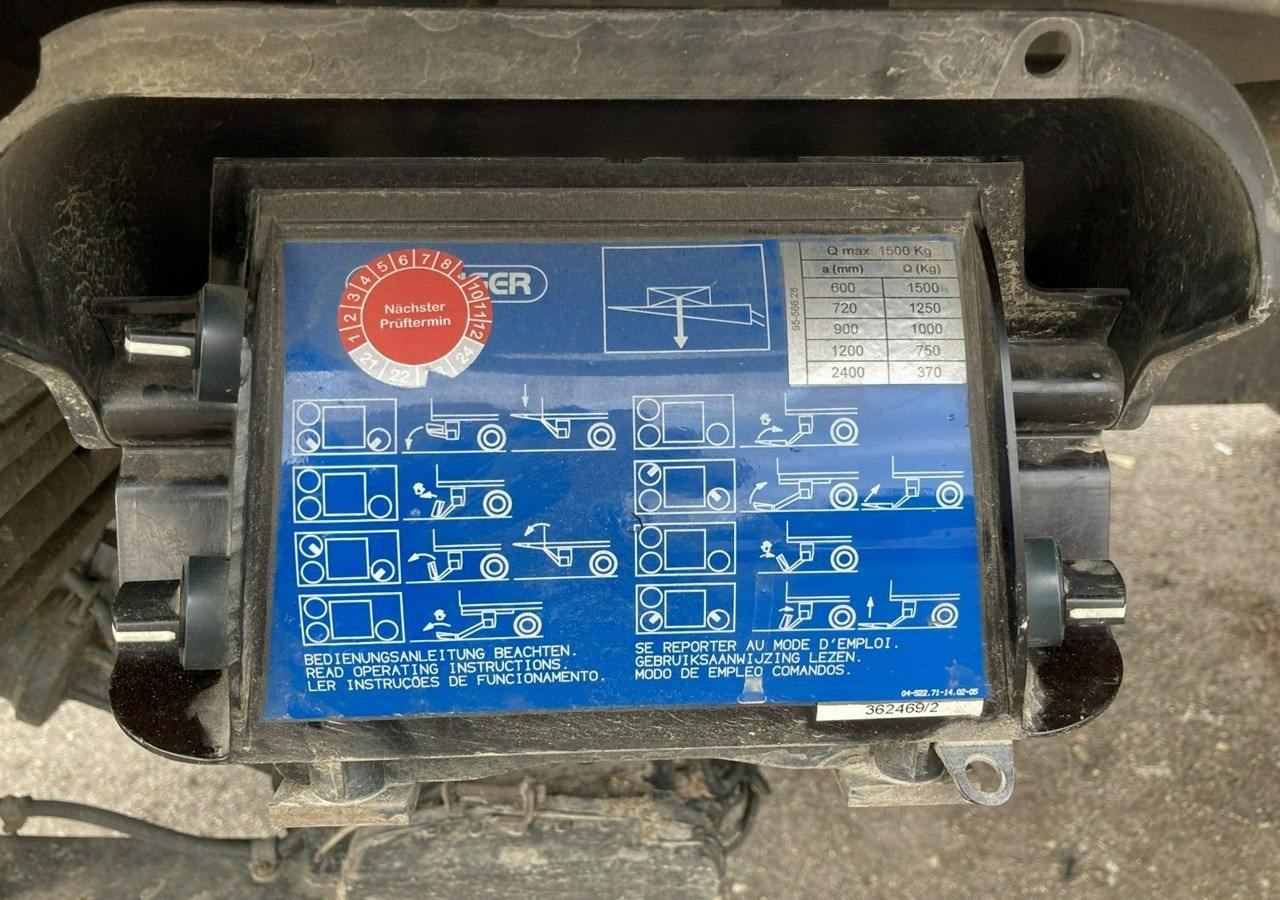 1 2 3 4 5 6 7 8 10 11 12
Nächster
Prüftermin
21 22 24
Q max. 1500 Kg
a (mm) Q (Kg)
600 1500
720 1250
900 1000
1200 750
2400 370
95-566.28
BEDIENUNGSANLEITUNG BEACHTEN.
READ OPERATING INSTRUCTIONS.
LER INSTRUÇÕES DE FUNCIONAMENTO.
SE REPORTER AU MODE D'EMPLOI.
GEBRUIKSAANWIJZING LEZEN.
MODO DE EMPLEO COMANDOS.
04-522.71-14.02-05
362469/2